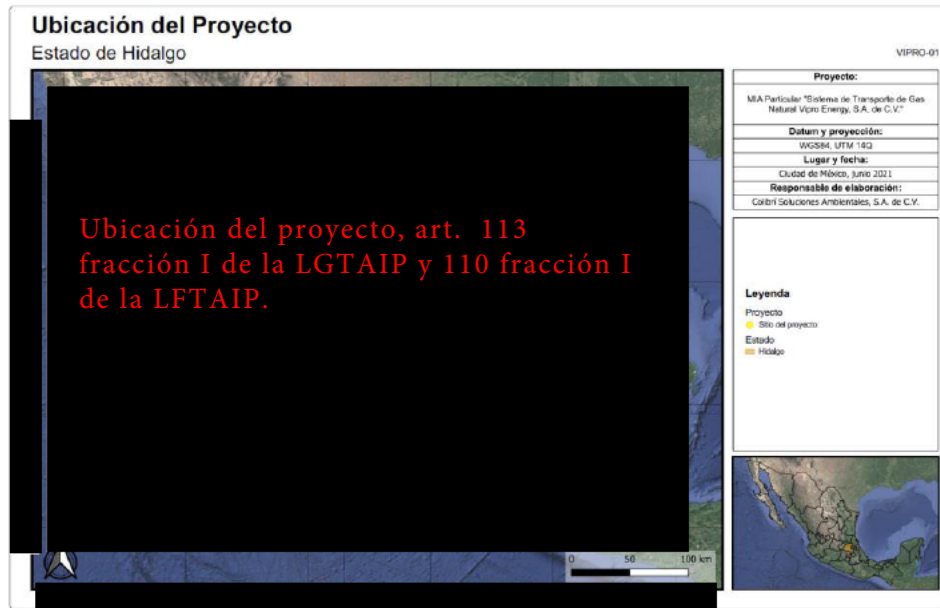 Ubicación del Proyecto
Estado de Hidalgo
VIPRO-01
Proyecto:
MIA Particular "Sistema de Transporte de Gas
Natural Vipro Energy, S.A. de C.V."
Datum y proyección:
WGS84, UTM 14Q
Lugar y fecha:
Ciudad de México, junio 2021
Responsable de elaboración:
Colibrí Soluciones Ambientales, S.A. de C.V.
Ubicación del proyecto, art. 113
fracción I de la LGTAIP y 110 fracción I
de la LFTAIP.
Leyenda
Proyecto
Sitio del proyecto
Estado
Hidalgo
0 50 100 km